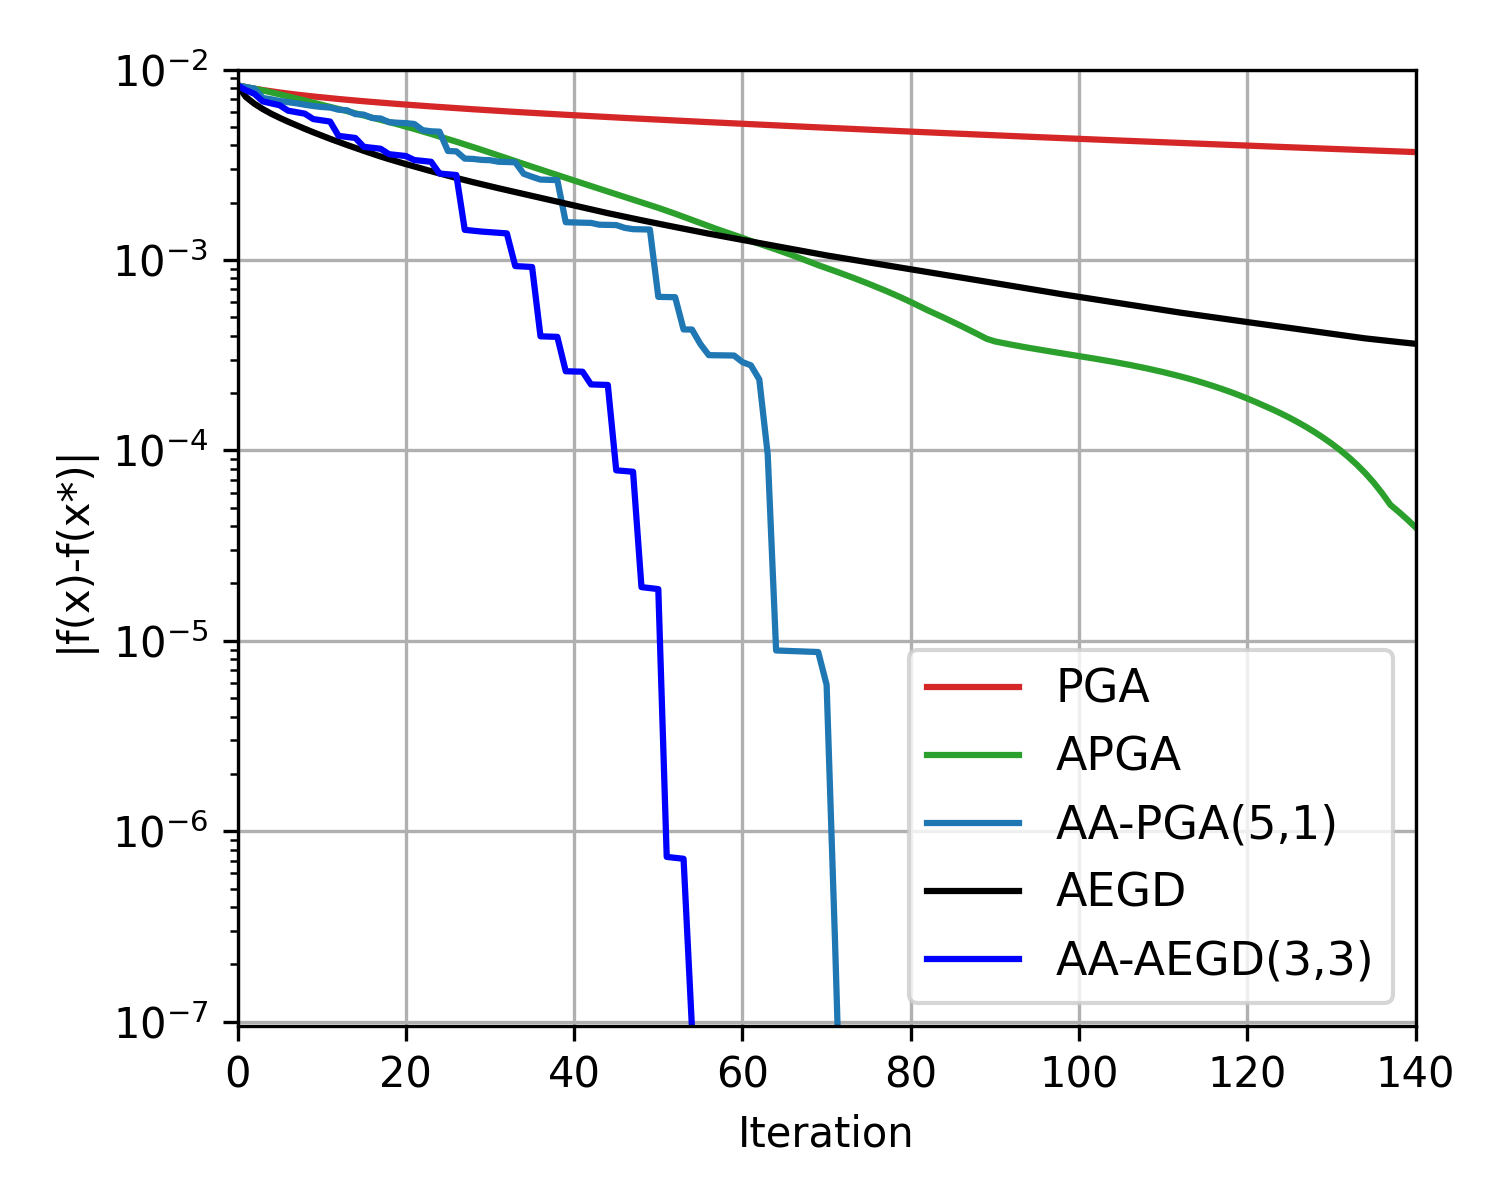 10⁻²
10⁻³
10⁻⁴
10⁻⁵
10⁻⁶
10⁻⁷
|f(x)-f(x*)|
PGA
APGA
AA-PGA(5,1)
AEGD
AA-AEGD(3,3)
0 20 40 60 80 100 120 140
Iteration